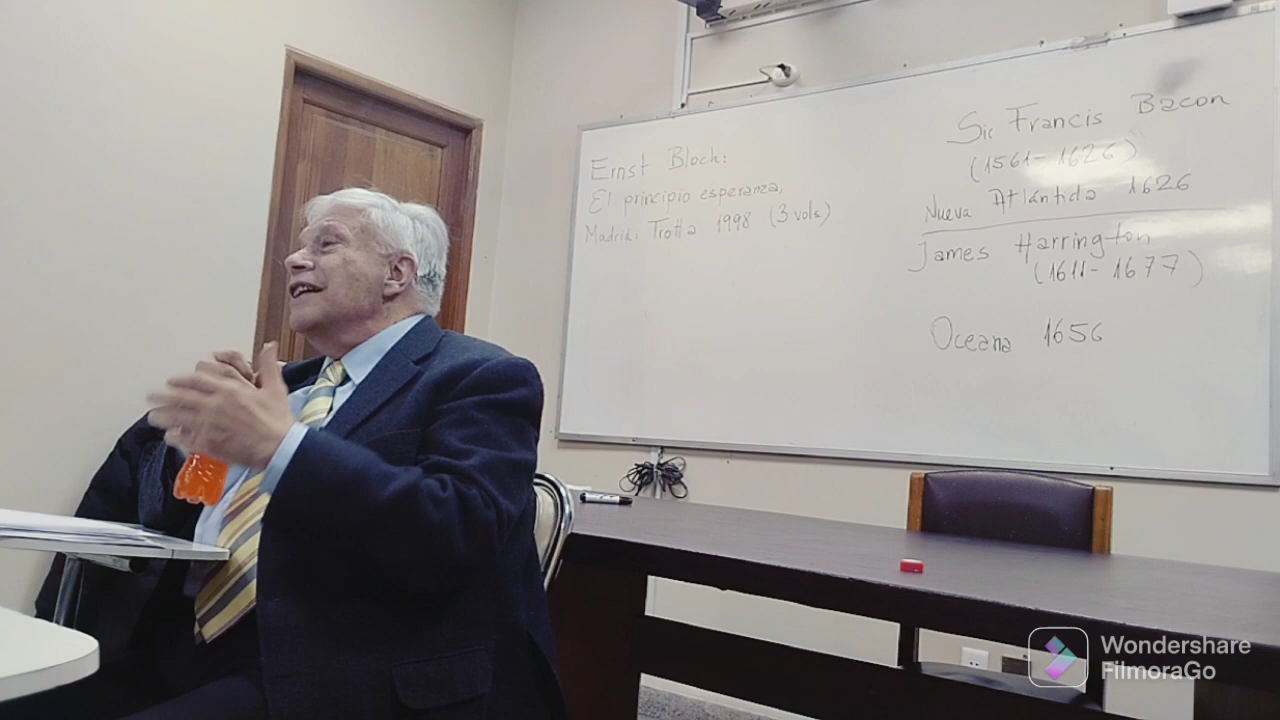 Ernst Bloch:
El principio esperanza,
Madrid: Trotta 1998 (3 vols)
Sir Francis Bacon
(1561-1626)
Nueva Atlántida 1626
James Harrington
(1611-1677)
Oceana 1656
Wondershare
FilmoraGo